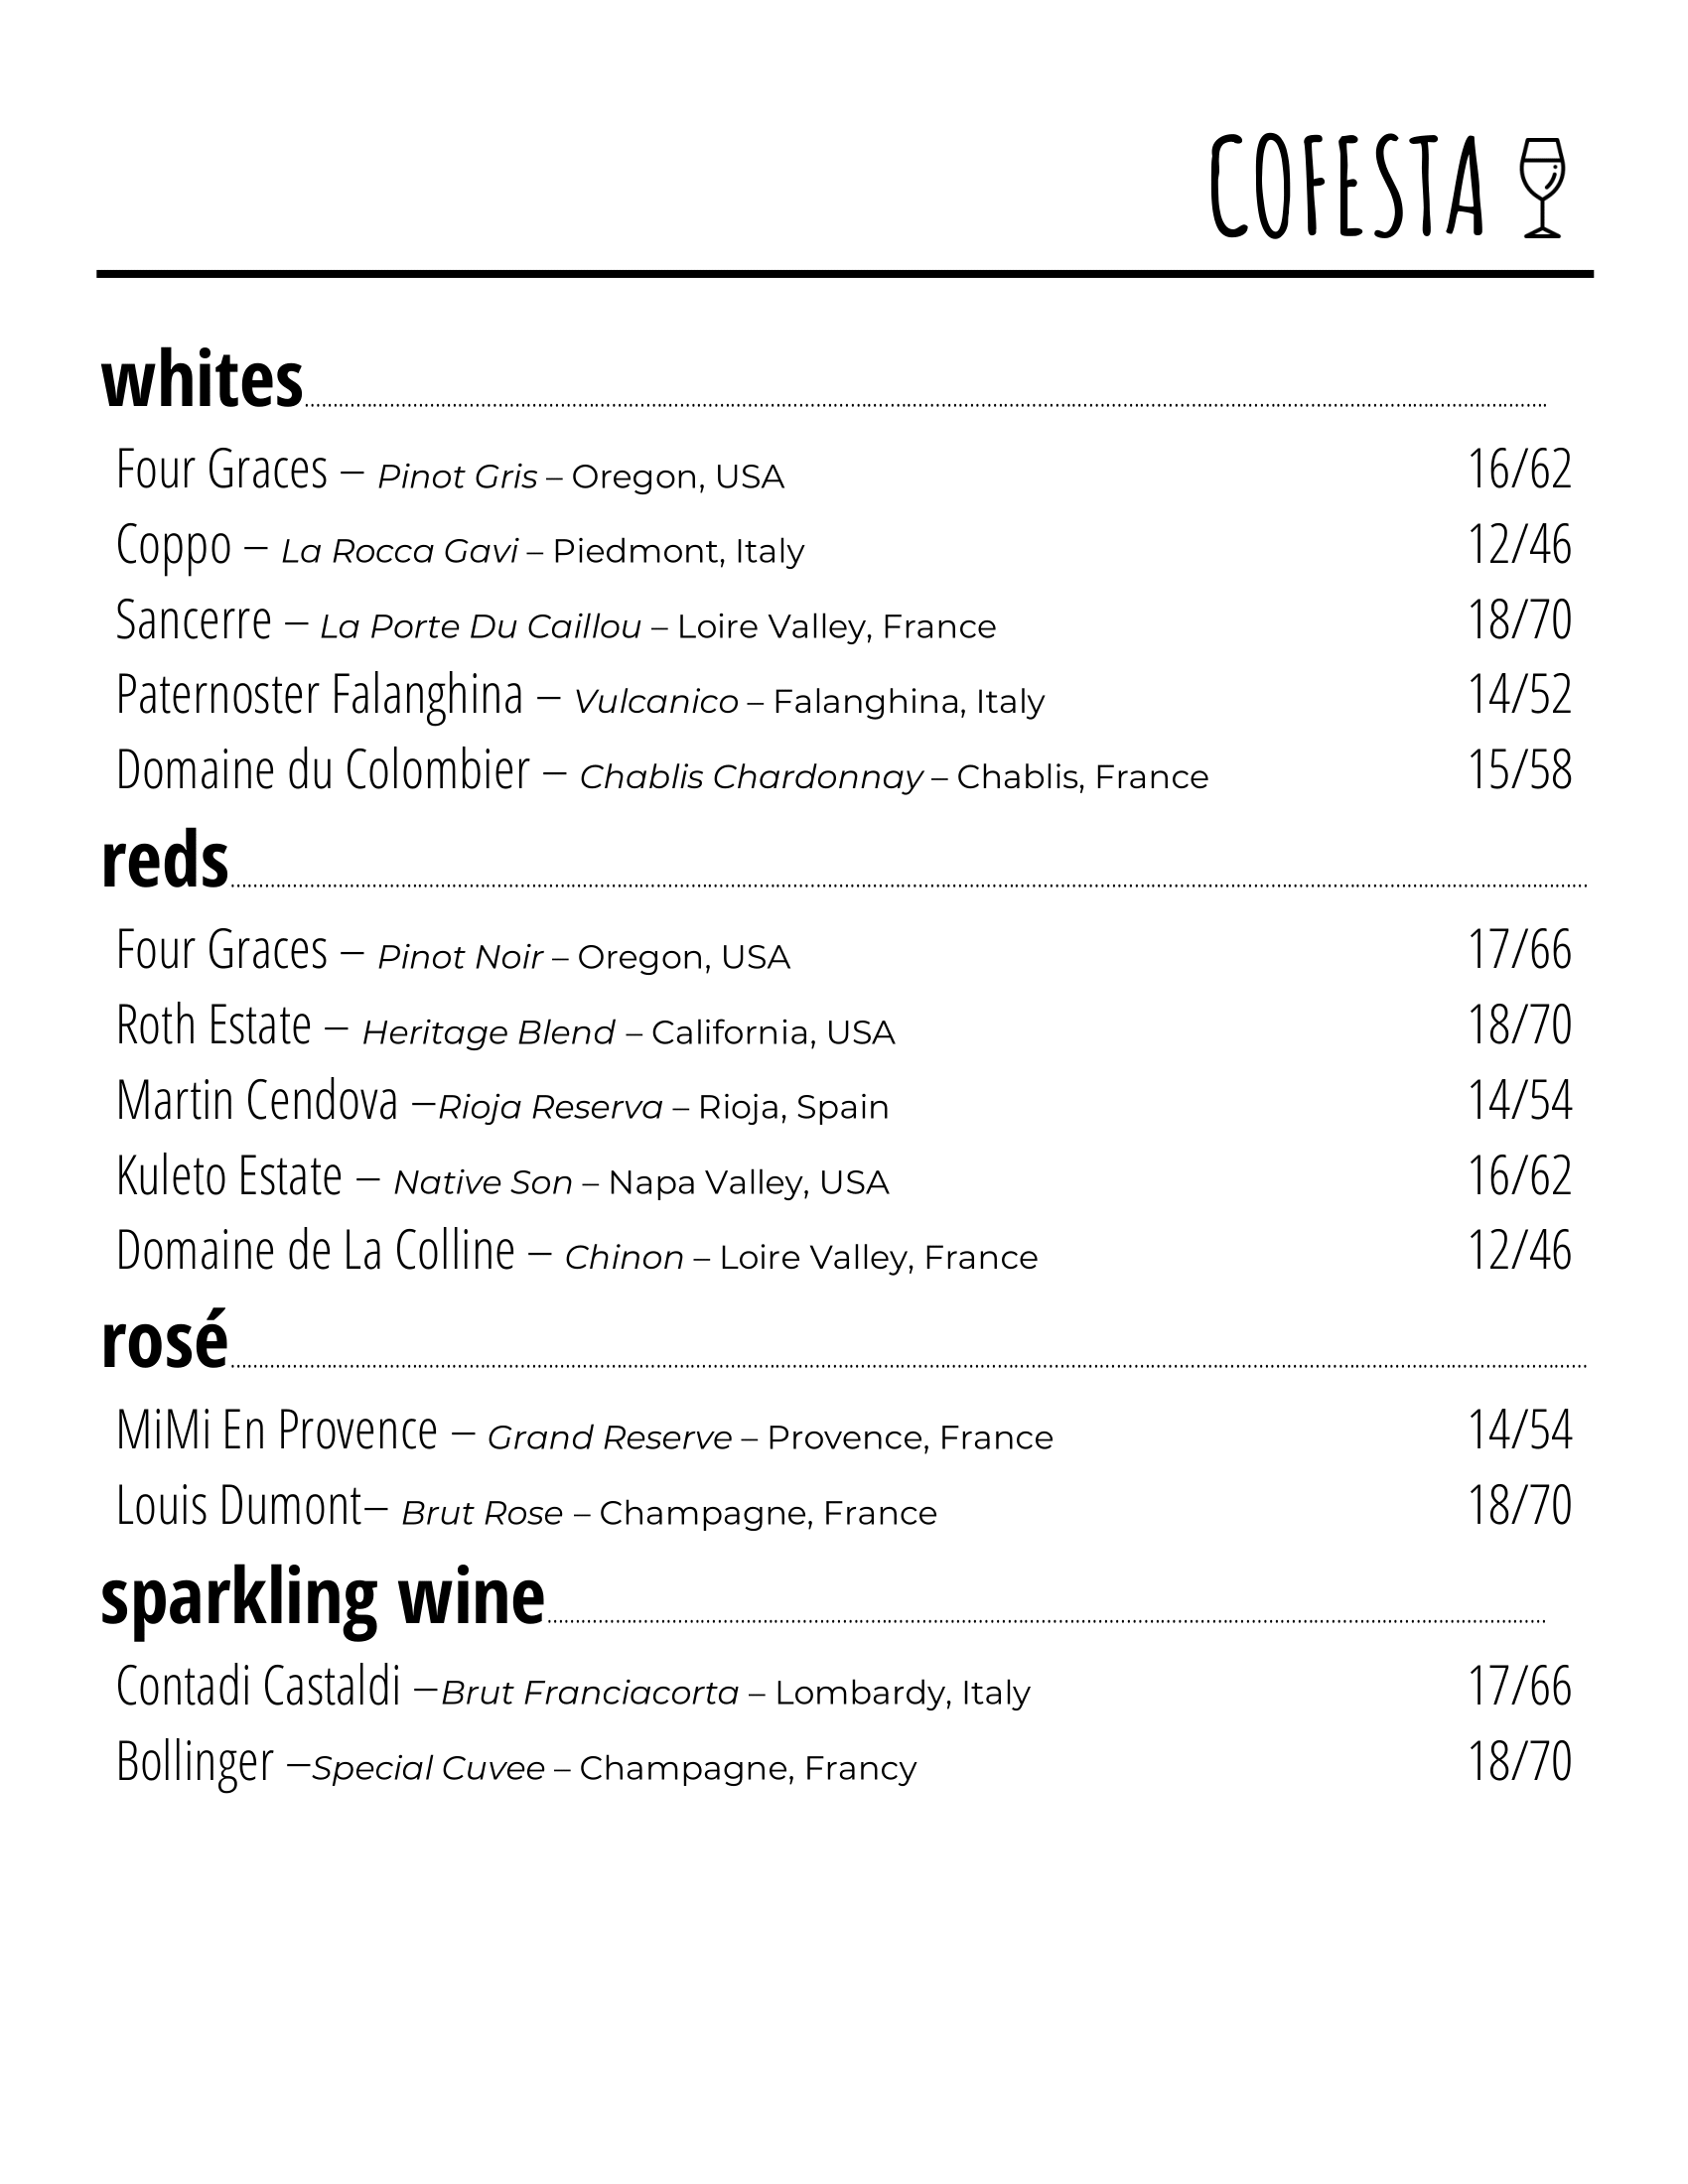 COFESTA
whites
Four Graces – Pinot Gris – Oregon, USA 16/62
Coppo – La Rocca Gavi – Piedmont, Italy 12/46
Sancerre – La Porte Du Caillou – Loire Valley, France 18/70
Paternoster Falanghina – Vulcanico – Falanghina, Italy 14/52
Domaine du Colombier – Chablis Chardonnay – Chablis, France 15/58
reds
Four Graces – Pinot Noir – Oregon, USA 17/66
Roth Estate – Heritage Blend – California, USA 18/70
Martin Cendova –Rioja Reserva – Rioja, Spain 14/54
Kuleto Estate – Native Son – Napa Valley, USA 16/62
Domaine de La Colline – Chinon – Loire Valley, France 12/46
rosé
MiMi En Provence – Grand Reserve – Provence, France 14/54
Louis Dumont– Brut Rose – Champagne, France 18/70
sparkling wine
Contadi Castaldi –Brut Franciacorta – Lombardy, Italy 17/66
Bollinger –Special Cuvee – Champagne, Francy 18/70